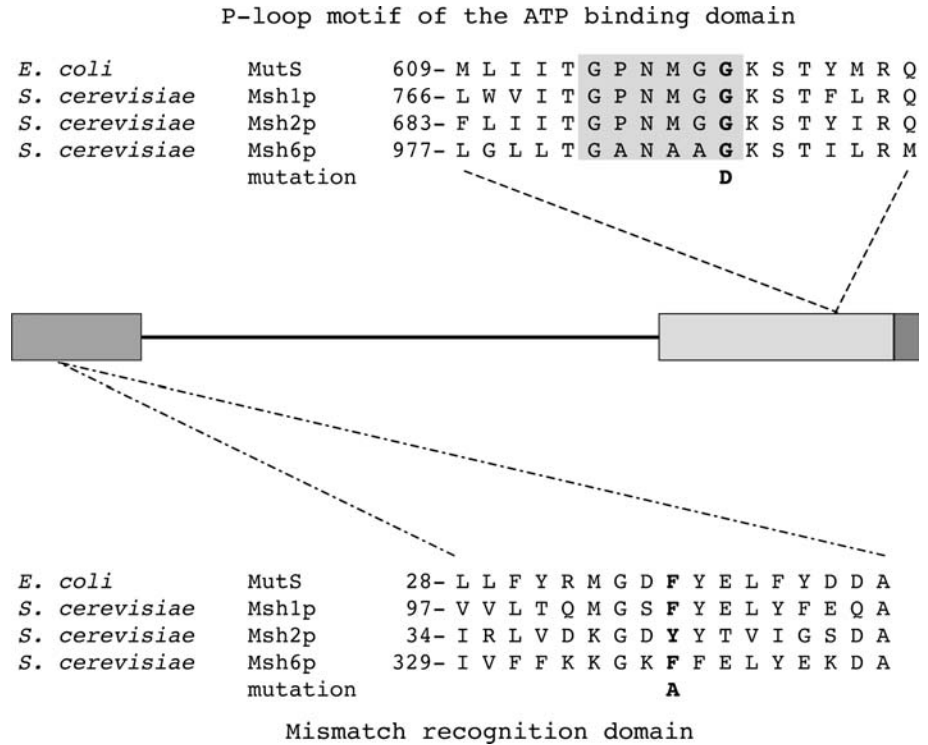 P-loop motif of the ATP binding domain
E. coli MutS 609- M L I I T G P N M G G K S T Y M R Q
S. cerevisiae Msh1p 766- L W V I T G P N M G G K S T F L R Q
S. cerevisiae Msh2p 683- F L I I T G P N M G G K S T Y I R Q
S. cerevisiae Msh6p 977- L G L L T G A N A A G K S T I L R M
mutation D
E. coli MutS 28- L L F Y R M G D F Y E L F Y D D A
S. cerevisiae Msh1p 97- V V L T Q M G S F Y E L Y F E Q A
S. cerevisiae Msh2p 34- I R L V D K G D Y Y T V I G S D A
S. cerevisiae Msh6p 329- I V F F K K G K F F E L Y E K D A
mutation A
Mismatch recognition domain